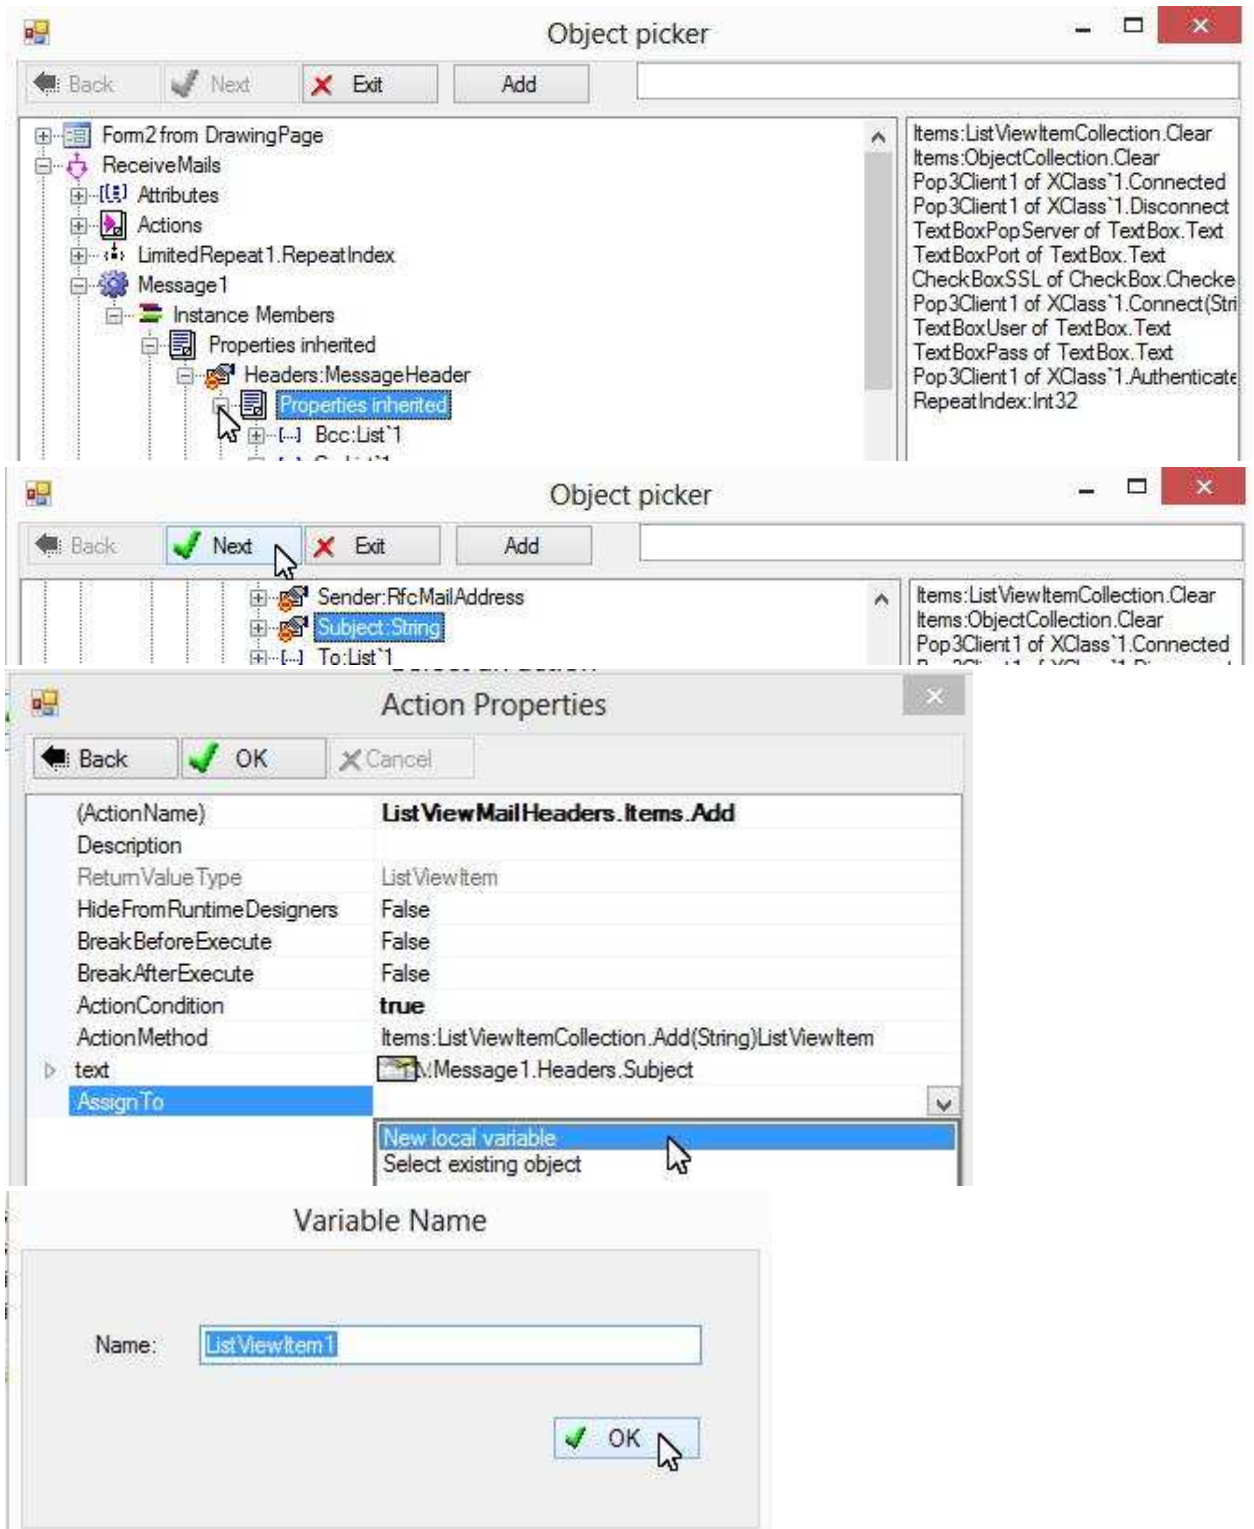 Object picker
Back Next Exit Add
Form2 from DrawingPage
ReceiveMails
Attributes
Actions
LimitedRepeat1.RepeatIndex
Message1
Instance Members
Properties inherited
Headers:MessageHeader
Properties inherited
Bcc:List`1
Items:ListViewItemCollection.Clear
Items:ObjectCollection.Clear
Pop3Client1 of XClass`1.Connected
Pop3Client1 of XClass`1.Disconnect
TextBoxPopServer of TextBox.Text
TextBoxPort of TextBox.Text
CheckBoxSSL of CheckBox.Checke
Pop3Client1 of XClass`1.Connect(Stri
TextBoxUser of TextBox.Text
TextBoxPass of TextBox.Text
Pop3Client1 of XClass`1.Authenticate
RepeatIndex:Int32
Object picker
Back Next Exit Add
Sender:RfcMailAddress
Subject:String
To:List`1
Items:ListViewItemCollection.Clear
Items:ObjectCollection.Clear
Pop3Client1 of XClass`1.Connected
Action Properties
Back OK Cancel
(ActionName) ListViewMailHeaders.Items.Add
Description
ReturnValueType ListViewItem
HideFromRuntimeDesigners False
BreakBeforeExecute False
BreakAfterExecute False
ActionCondition true
ActionMethod Items:ListViewItemCollection.Add(String)ListViewItem
text Message1.Headers.Subject
AssignTo
New local variable
Select existing object
Variable Name
Name: ListViewItem1
OK